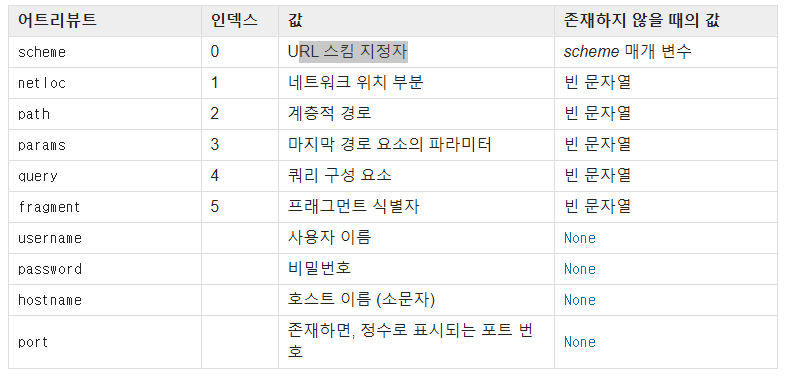 어트리뷰트 인덱스 값 존재하지 않을 때의 값
scheme 0 URL 스킴 지정자 scheme 매개 변수
netloc 1 네트워크 위치 부분 빈 문자열
path 2 계층적 경로 빈 문자열
params 3 마지막 경로 요소의 파라미터 빈 문자열
query 4 쿼리 구성 요소 빈 문자열
fragment 5 프래그먼트 식별자 빈 문자열
username 사용자 이름 None
password 비밀번호 None
hostname 호스트 이름 (소문자) None
port 존재하면, 정수로 표시되는 포트 번
호 None